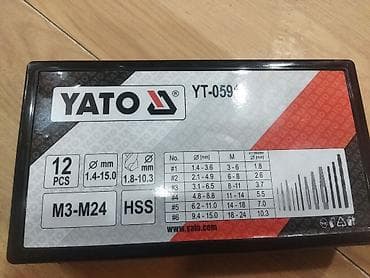 YATO
YT-059
12 PCS
Ø mm
1.4-15.0
Ø mm
1.8-10.3
M3-M24
HSS
No. Ø [mm] M Ø [mm]
#1 1.4 - 3.6 3 - 6 1.8
#2 2.1 - 4.9 6 - 8 2.6
#3 3.1 - 6.5 8 - 11 3.7
#4 4.8 - 8.8 11 - 14 5.5
#5 6.2 - 11.0 14 - 18 7.0
#6 9.4 - 15.0 18 - 24 10.3
www.yato.com